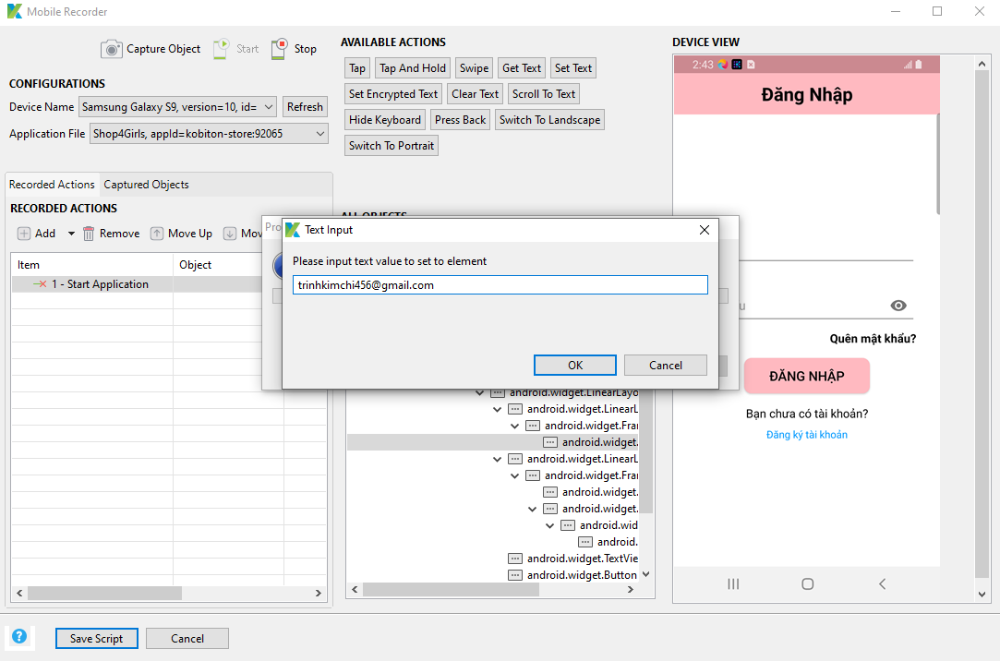 Mobile Recorder
Capture Object
Start
Stop
CONFIGURATIONS
Device Name
Samsung Galaxy S9, version=10, id=
Refresh
Application File
Shop4Girls, appId=kobiton-store:92065
Recorded Actions
Captured Objects
RECORDED ACTIONS
Add
Remove
Move Up
Mov
Item
Object
1 - Start Application
AVAILABLE ACTIONS
Tap
Tap And Hold
Swipe
Get Text
Set Text
Set Encrypted Text
Clear Text
Scroll To Text
Hide Keyboard
Press Back
Switch To Landscape
Switch To Portrait
ALL OBJECTS
Pro
Text Input
Please input text value to set to element
trinhkimchi456@gmail.com
OK
Cancel
android.widget.LinearLayo
android.widget.LinearL
android.widget.Frar
android.widget.
android.widget.LinearL
android.widget.Frar
android.widget.
android.widget.
android.wid
android.
android.widget.TextVie
android.widget.Button
DEVICE VIEW
2:43
Đăng Nhập
u
Quên mật khẩu?
ĐĂNG NHẬP
Bạn chưa có tài khoản?
Đăng ký tài khoản
?
Save Script
Cancel